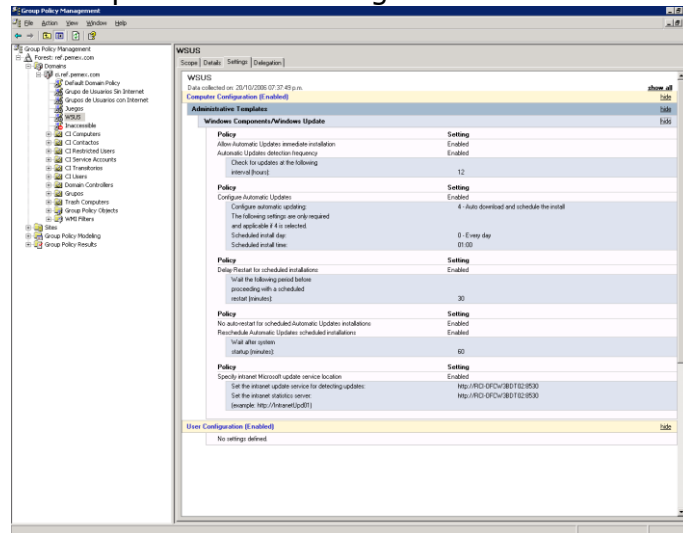 Group Policy Management
File Action View Window Help
Group Policy Management
Forest: ref.pemex.com
Domains
ci.ref.pemex.com
Default Domain Policy
Grupo de Usuarios Sin Internet
Grupos de Usuarios con Internet
Juegos
WSUS
Inaccessible
CI Computers
CI Contactos
CI Restricted Users
CI Service Accounts
CI Transitorios
CI Users
Domain Controllers
Grupos
Trash Computers
Group Policy Objects
WMI Filters
Sites
Group Policy Modeling
Group Policy Results
WSUS
Scope Details Settings Delegation
WSUS
Data collected on: 20/10/2006 07:37:49 p.m. show all
Computer Configuration (Enabled) hide
Administrative Templates hide
Windows Components/Windows Update hide
Policy Setting
Allow Automatic Updates immediate installation Enabled
Automatic Updates detection frequency Enabled
Check for updates at the following
interval (hours): 12
Policy Setting
Configure Automatic Updates Enabled
Configure automatic updating: 4 - Auto download and schedule the install
The following settings are only required
and applicable if 4 is selected.
Scheduled install day: 0 - Every day
Scheduled install time: 01:00
Policy Setting
Delay Restart for scheduled installations Enabled
Wait the following period before
proceeding with a scheduled
restart (minutes): 30
Policy Setting
No auto-restart for scheduled Automatic Updates installations Enabled
Reschedule Automatic Updates scheduled installations Enabled
Wait after system
startup (minutes): 60
Policy Setting
Specify intranet Microsoft update service location Enabled
Set the intranet update service for detecting updates: http://RCI-DFCW3BDT02:8530
Set the intranet statistics server: http://RCI-DFCW3BDT02:8530
(example: http://IntranetUpd01)
User Configuration (Enabled) hide
No settings defined.